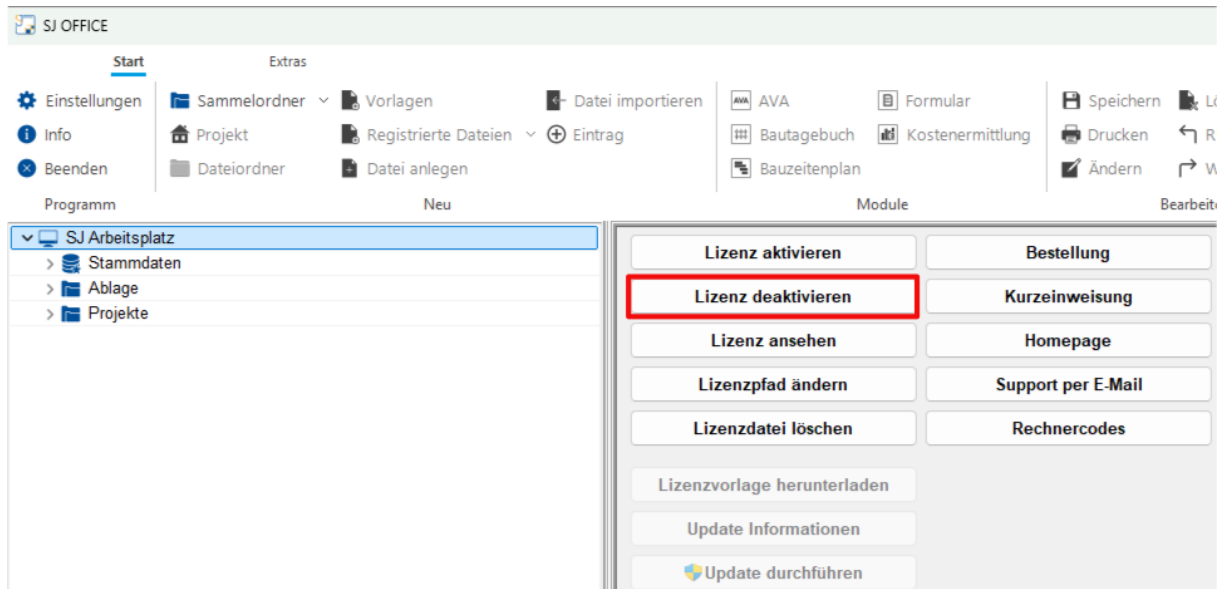 SJ OFFICE
Start Extras
Einstellungen Sammelordner Vorlagen Datei importieren AVA AVA Formular Speichern
Info Projekt Registrierte Dateien Eintrag Bautagebuch Kostenermittlung Drucken
Beenden Dateiordner Datei anlegen Bauzeitenplan Ändern
Programm Neu Module
SJ Arbeitsplatz
Stammdaten
Ablage
Projekte
Lizenz aktivieren Bestellung
Lizenz deaktivieren Kurzeinweisung
Lizenz ansehen Homepage
Lizenzpfad ändern Support per E-Mail
Lizenzdatei löschen Rechnercodes
Lizenzvorlage herunterladen
Update Informationen
Update durchführen